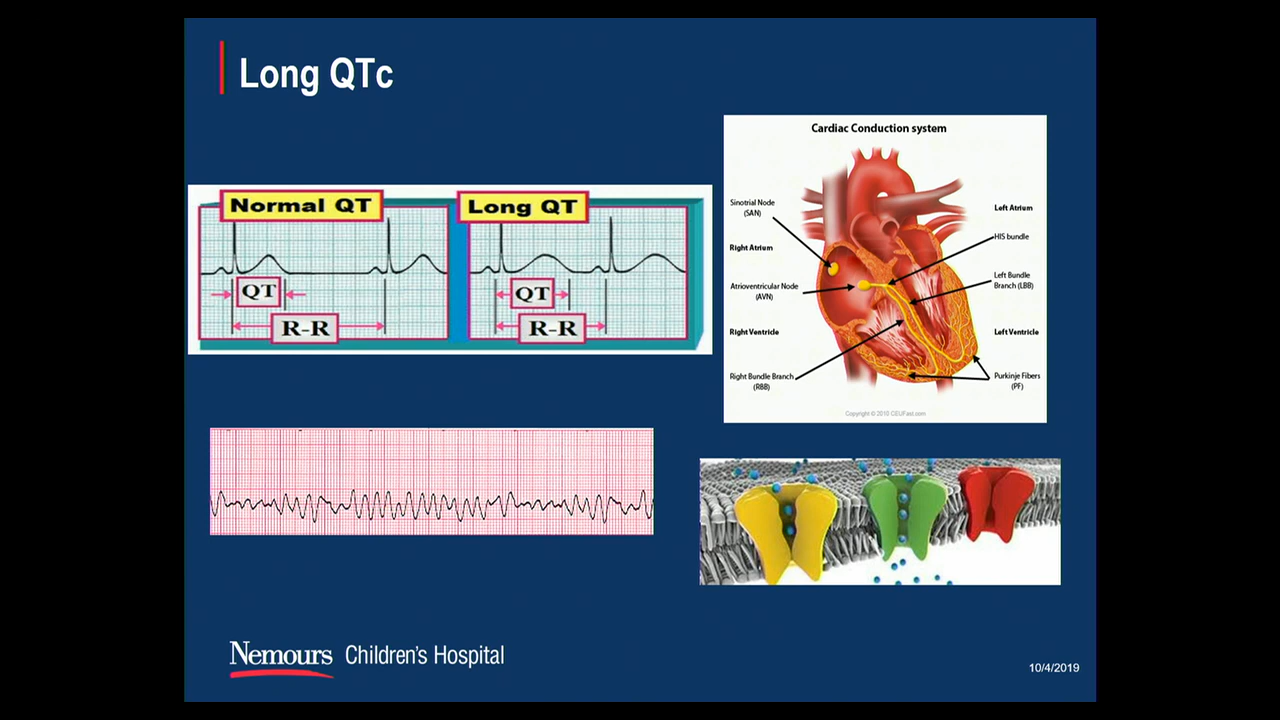 Long QTc
Normal QT
Long QT
QT
R-R
QT
R-R
Cardiac Conduction system
Sinotrial Node
(SAN)
Right Atrium
Atrioventricular Node
(AVN)
Right Ventricle
Right Bundle Branch
(RBB)
Left Atrium
HIS bundle
Left Bundle
Branch (LBB)
Left Ventricle
Purkinje Fibers
(PF)
Copyright © 2010 CEUFast.com
Nemours Children's Hospital
10/4/2019